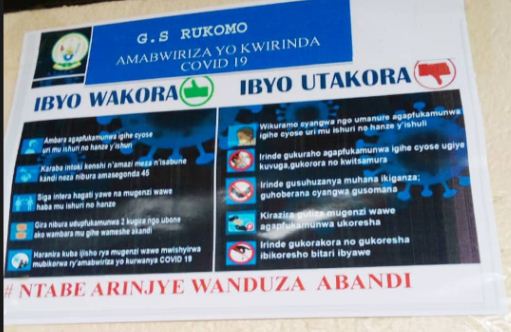 G.S RUKOMO
AMABWIRIZA YO KWIRINDA
COVID 19
IBYO WAKORA
IBYO UTAKORA
Ambara agapfukamunwa igihe cyose
uri mu ishuri no hanze y'ishuri
Karaba intoki kenshi n'amazi meza n'isabune
kandi neza nibura amasegonda 45
Siga intera hagati yawe na mugenzi wawe
haba mu ishuri no hanze
Gira nibura udupfukamunwa 2 kugira ngo ubone
ako wambara mu gihe wameshe akandi
Haranira kuba ijisho rya mugenzi wawe mwishyirwa
mubikorwa ry'amabwiriza yo kurwanya COVID 19
Wikuramo cyangwa ngo umanure agapfukamunwa
igihe cyose uri mu ishuri no hanze y'ishuli
Irinde gukuraho agapfukamunwa igihe cyose ugiye
kuvuga,gukorora no kwitsamura
Irinde gusuhuzanya muhana ikiganza;
guhoberana cyangwa gusomana
Kirazira gutiza mugenzi wawe
agapfukamunwa ukoresha
Irinde gukorakora no gukoresha
ibikoresho bitari ibyawe
# NTABE ARINJYE WANDUZA ABANDI